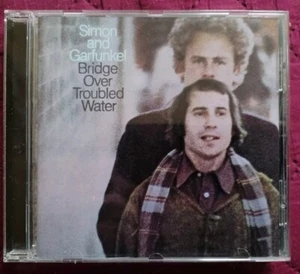 Simon
and
Garfunkel
Bridge
Over
Troubled
Water